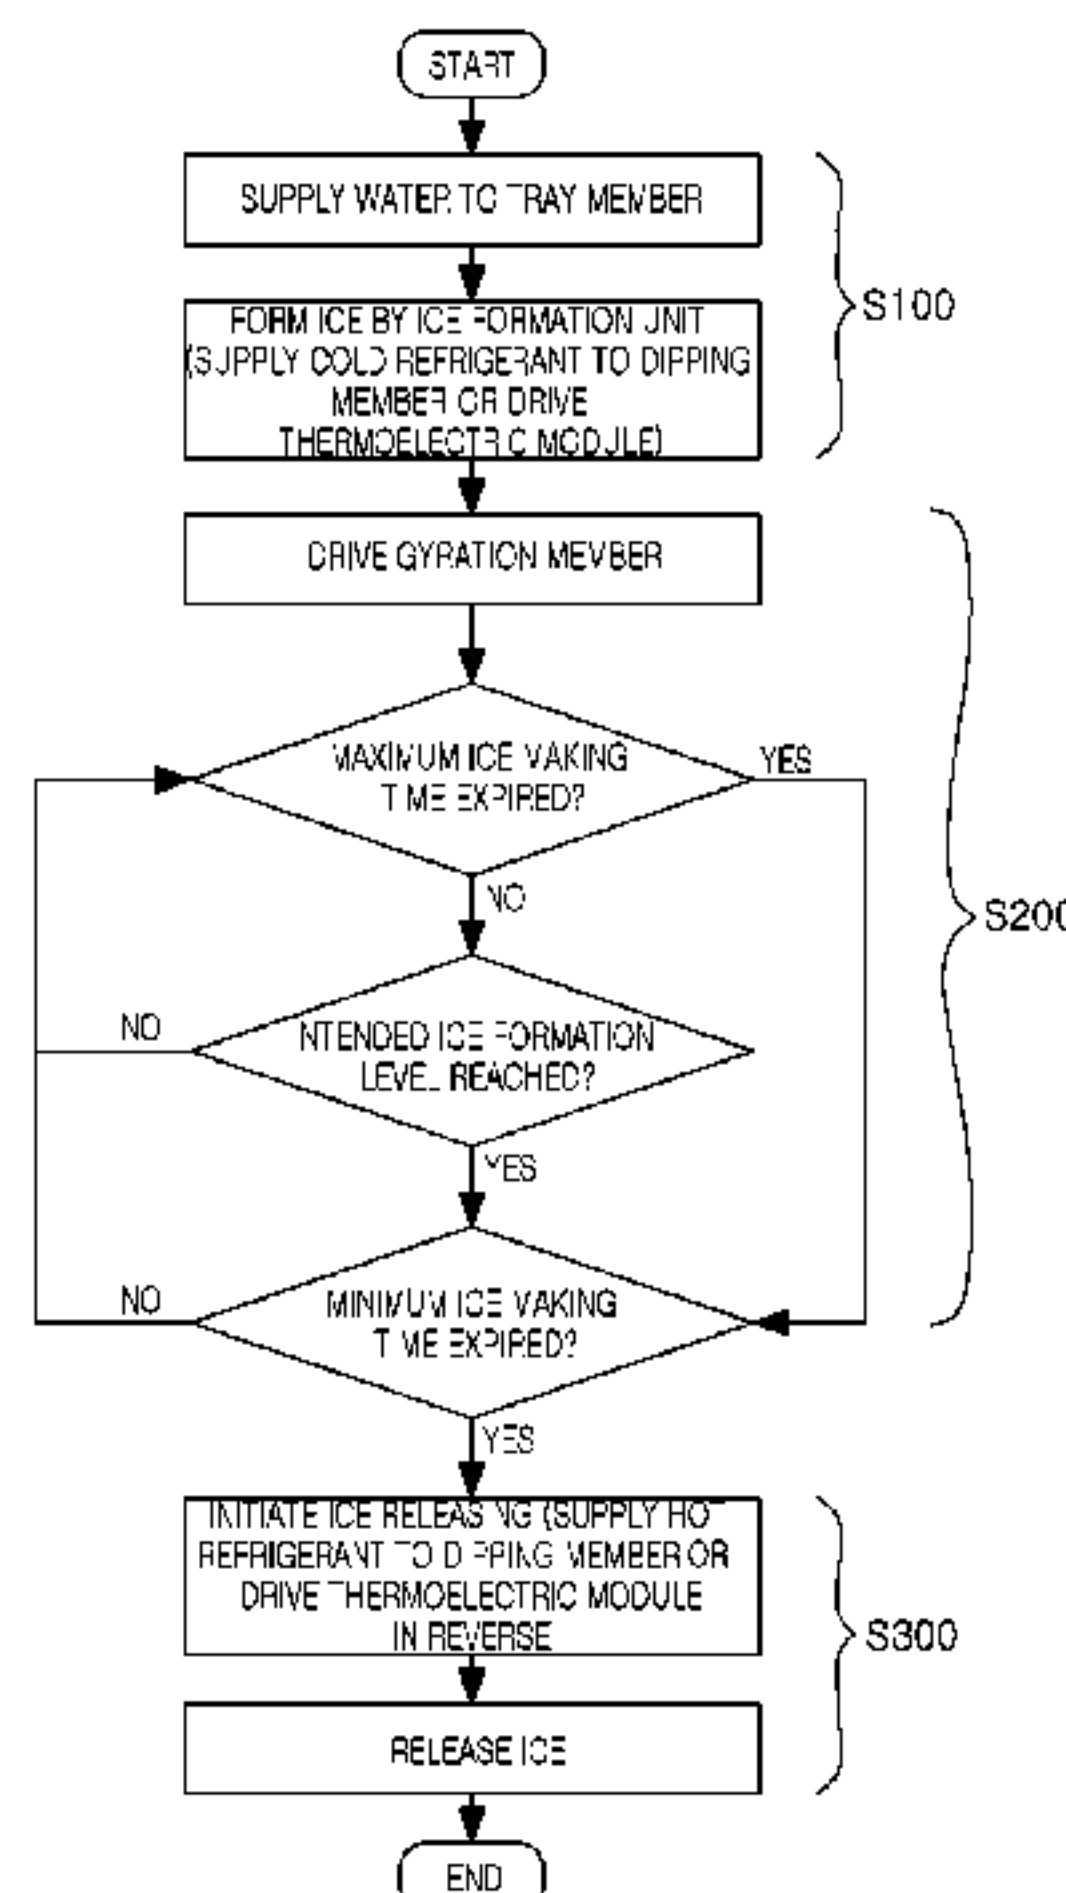 START
SUPPLY WATER TO TRAY MEMBER
FORM ICE BY ICE FORMATION UNIT
(SUPPLY COLD REFRIGERANT TO DIPPING
MEMBER OR DRIVE
THERMOELECTRIC MODULE)
S100
DRIVE GYRATION MEMBER
MAXIMUM ICE MAKING
TIME EXPIRED?
YES
NO
S200
INTENDED ICE FORMATION
LEVEL REACHED?
NO
YES
MINIMUM ICE MAKING
TIME EXPIRED?
NO
YES
INITIATE ICE RELEASING (SUPPLY HOT
REFRIGERANT TO DIPPING MEMBER OR
DRIVE THERMOELECTRIC MODULE
IN REVERSE
S300
RELEASE ICE
END